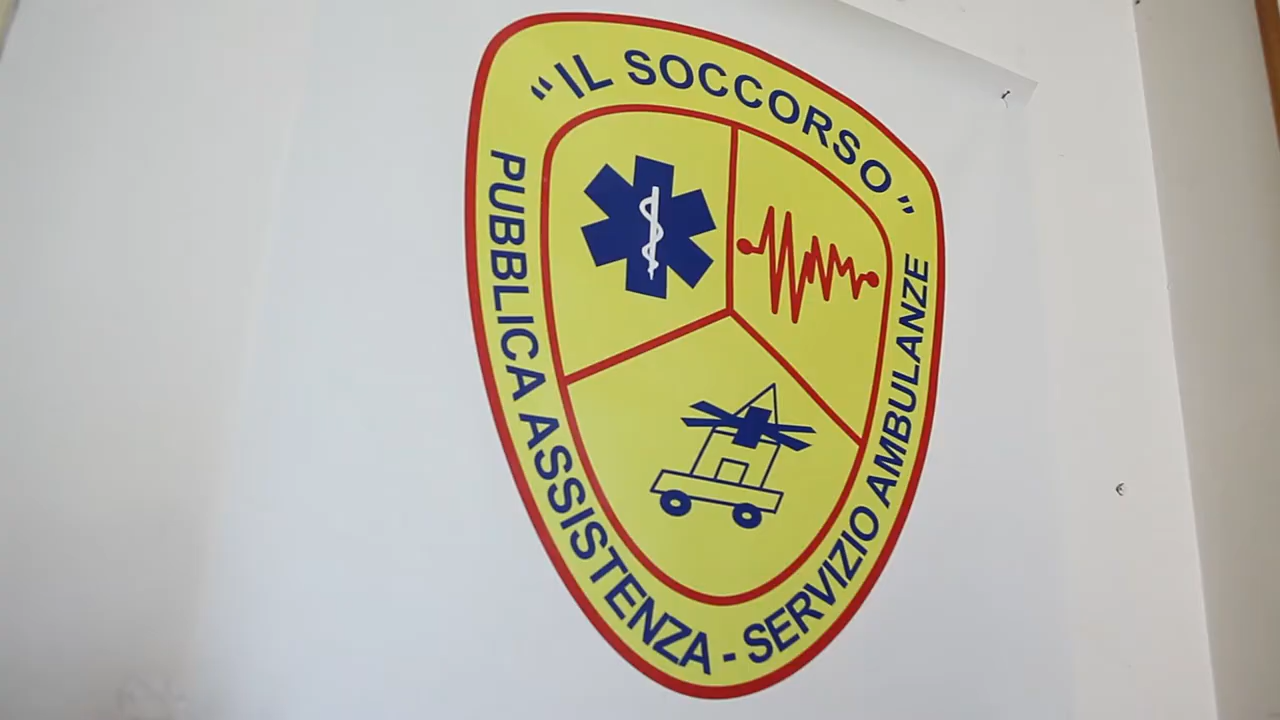 "IL SOCCORSO"
PUBBLICA ASSISTENZA - SERVIZIO AMBULANZE